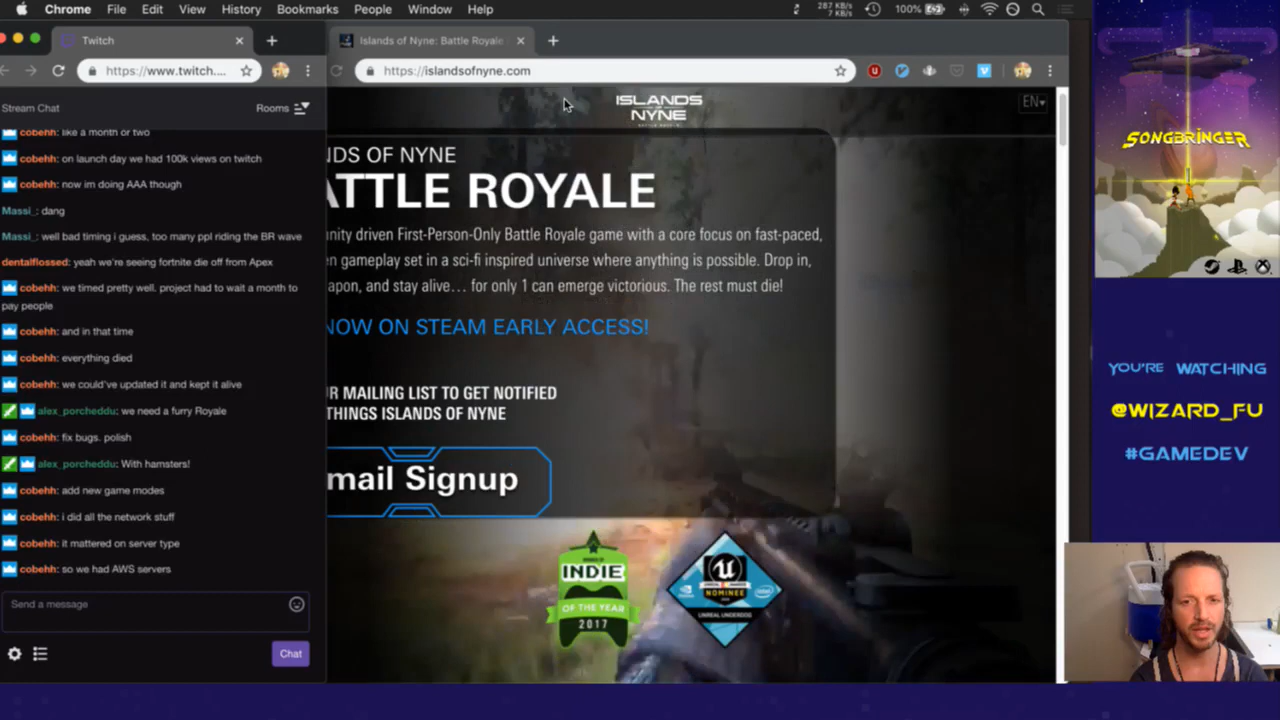 Chrome File Edit View History Bookmarks People Window Help
287 KB/s
7 KB/s
100%
Twitch
Islands of Nyne: Battle Royale
https://www.twitch....
https://islandsofnyne.com
Stream Chat
Rooms
cobehh: like a month or two
cobehh: on launch day we had 100k views on twitch
cobehh: now im doing AAA though
Massi_: dang
Massi_: well bad timing i guess, too many ppl riding the BR wave
dentalflossed: yeah we're seeing fortnite die off from Apex
cobehh: we timed pretty well. project had to wait a month to
pay people
cobehh: and in that time
cobehh: everything died
cobehh: we could've updated it and kept it alive
alex_porcheddu: we need a furry Royale
cobehh: fix bugs. polish
alex_porcheddu: With hamsters!
cobehh: add new game modes
cobehh: i did all the network stuff
cobehh: it mattered on server type
cobehh: so we had AWS servers
Send a message
Chat
ISLANDS
OF
NYNE
BATTLE ROYALE
EN
NDS OF NYNE
ATTLE ROYALE
nity driven First-Person-Only Battle Royale game with a core focus on fast-paced,
en gameplay set in a sci-fi inspired universe where anything is possible. Drop in,
apon, and stay alive... for only 1 can emerge victorious. The rest must die!
NOW ON STEAM EARLY ACCESS!
R MAILING LIST TO GET NOTIFIED
THINGS ISLANDS OF NYNE
mail Signup
INDIE
OF THE YEAR
2017
NOMINEE
UNREAL UNDERDOG
SONGBRINGER
YOU'RE WATCHING
@WIZARD_FU
#GAMEDEV